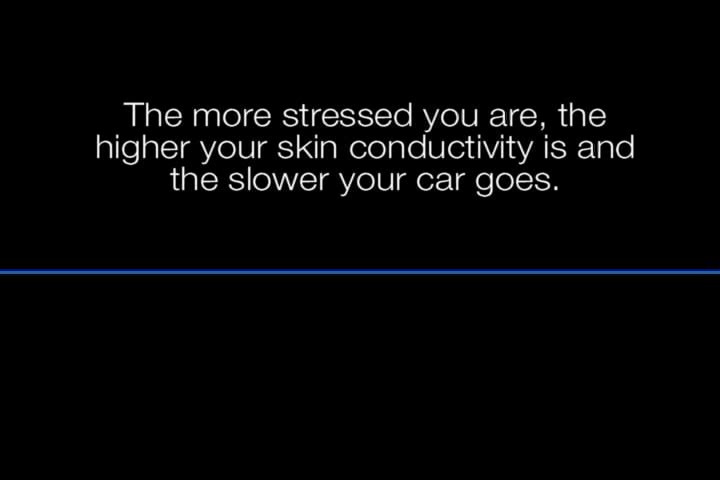 The more stressed you are, the
higher your skin conductivity is and
the slower your car goes.